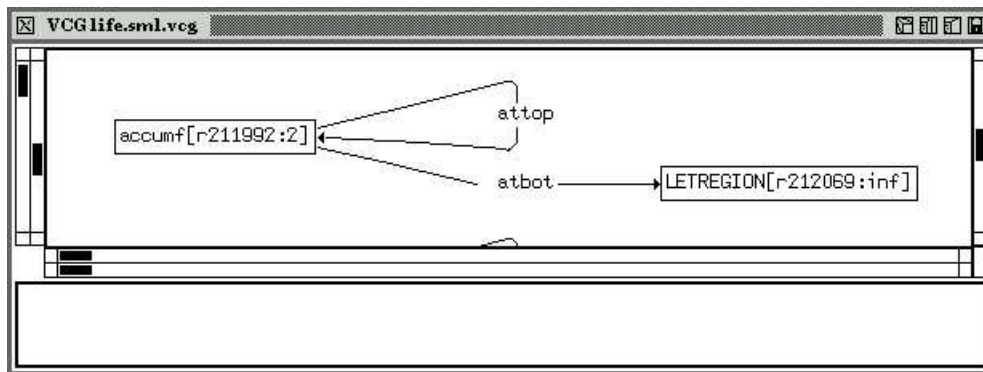 VCG life.sml.vcg
attop
accumf[r211992:2]
atbot
LETREGION[r212069:inf]